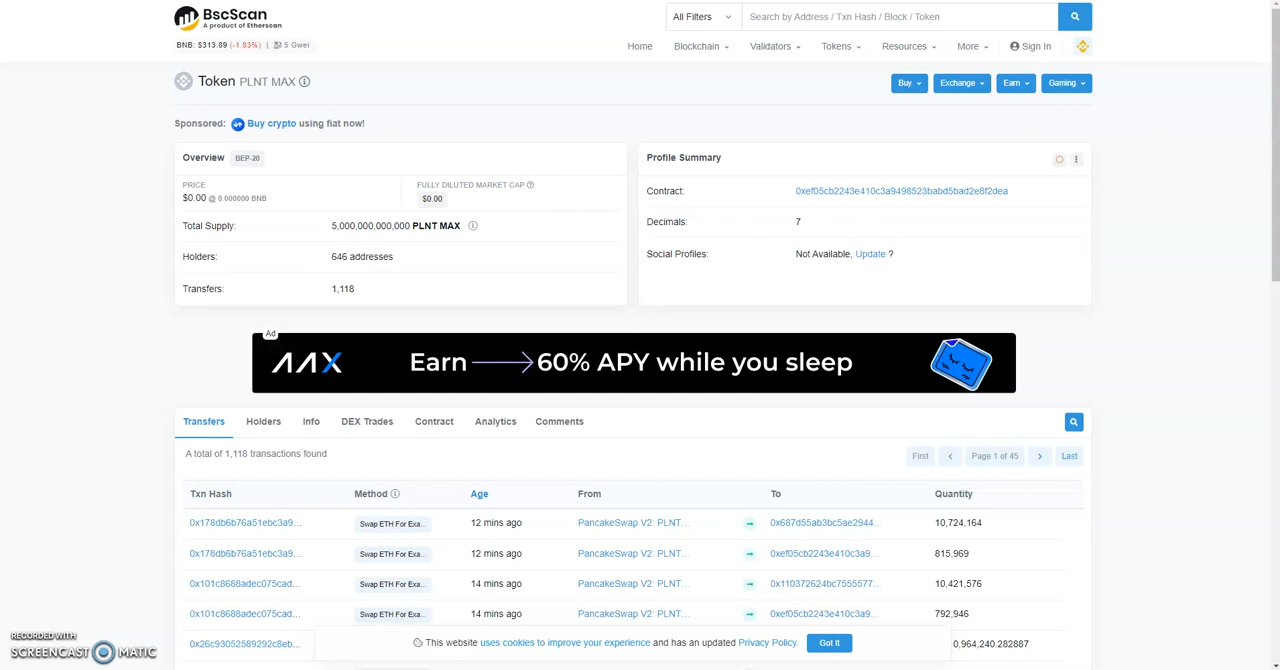 BscScan
A product of Etherscan
All Filters
Search by Address / Txn Hash / Block / Token
BNB: $313.89 (-1.83%) | 5 Gwei
Home Blockchain Validators Tokens Resources More Sign In
Token PLNT MAX
Buy Exchange Earn Gaming
Sponsored: Buy crypto using fiat now!
Overview BEP-20
PRICE
$0.00 @ 0.000000 BNB
FULLY DILUTED MARKET CAP
$0.00
Total Supply: 5,000,000,000,000 PLNT MAX
Holders: 646 addresses
Transfers: 1,118
Profile Summary
Contract: 0xef05cb2243e410c3a9498523babd5bad2e8f2dea
Decimals: 7
Social Profiles: Not Available, Update ?
Ad
AAX Earn 60% APY while you sleep
Transfers Holders Info DEX Trades Contract Analytics Comments
A total of 1,118 transactions found
First < Page 1 of 45 > Last
Txn Hash Method Age From To Quantity
0x178db6b76a51ebc3a9... Swap ETH For Exa... 12 mins ago PancakeSwap V2: PLNT... 0x687d55ab3bc5ae2944... 10,724,164
0x178db6b76a51ebc3a9... Swap ETH For Exa... 12 mins ago PancakeSwap V2: PLNT... 0xef05cb2243e410c3a9... 815,969
0x101c8688adec075cad... Swap ETH For Exa... 14 mins ago PancakeSwap V2: PLNT... 0x110372624bc7555577... 10,421,576
0x101c8688adec075cad... Swap ETH For Exa... 14 mins ago PancakeSwap V2: PLNT... 0xef05cb2243e410c3a9... 792,946
0x26c93052589292c8eb... 0,964,240.282887
This website uses cookies to improve your experience and has an updated Privacy Policy. Got It
RECORDED WITH
SCREENCAST MATIC